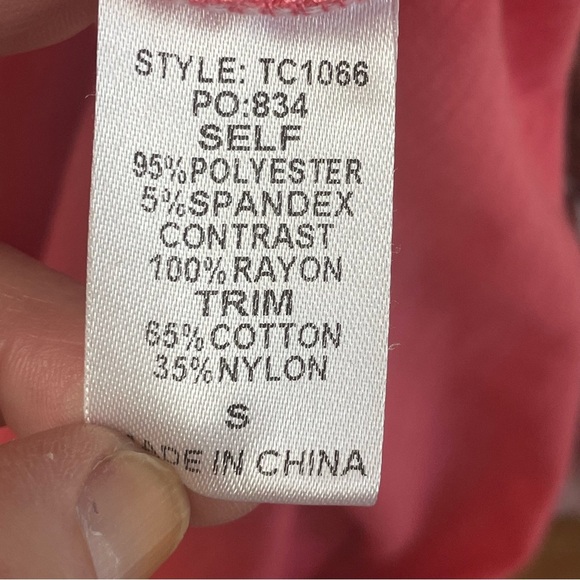 STYLE: TC1066
PO:834
SELF
95%POLYESTER
5%SPANDEX
CONTRAST
100%RAYON
TRIM
65%COTTON
35%NYLON
S
MADE IN CHINA